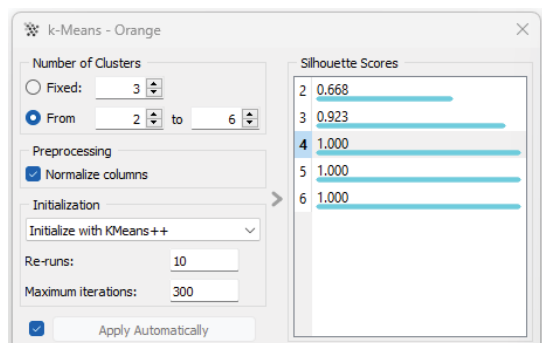 k-Means - Orange
Number of Clusters
Fixed: 3
From 2 to 6
Preprocessing
Normalize columns
Initialization
Initialize with KMeans++
Re-runs: 10
Maximum iterations: 300
Apply Automatically
Silhouette Scores
2 0.668
3 0.923
4 1.000
5 1.000
6 1.000